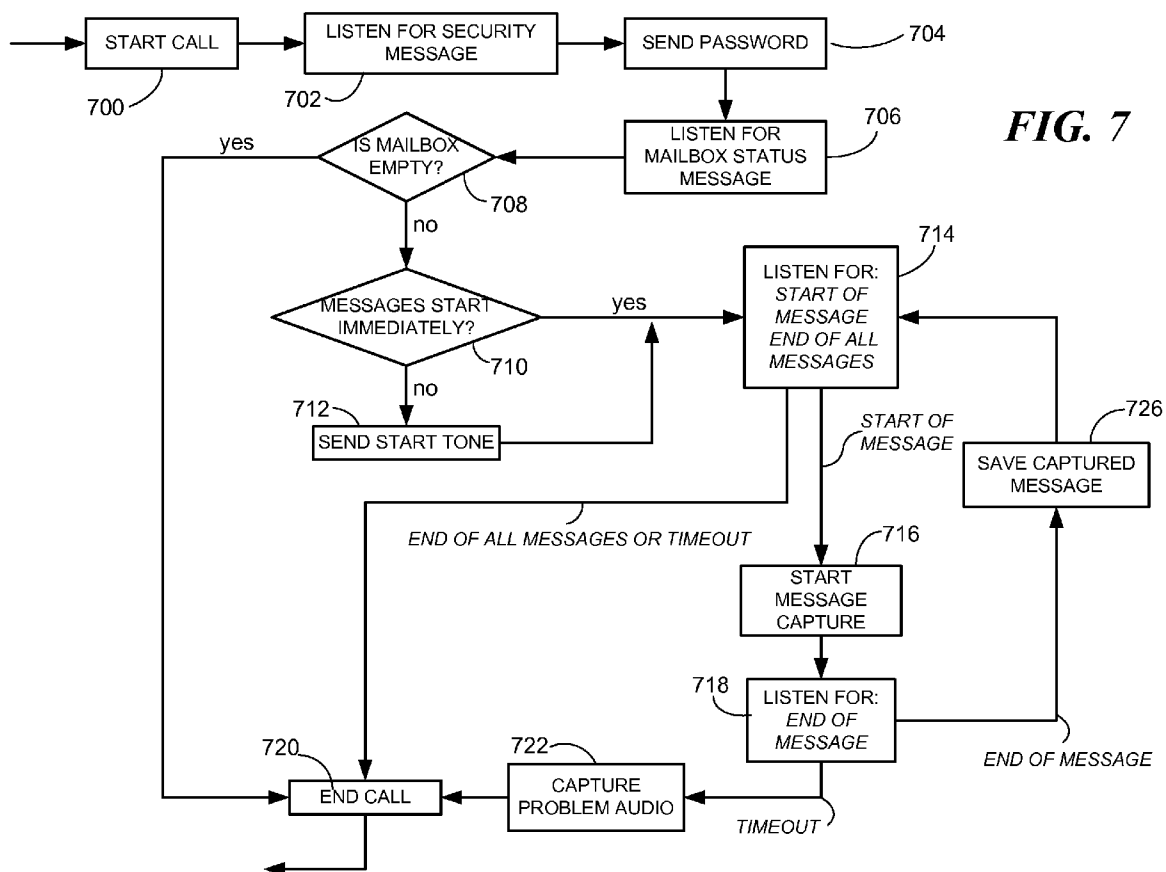 START CALL
700
LISTEN FOR SECURITY
MESSAGE
702
SEND PASSWORD
704
FIG. 7
LISTEN FOR
MAILBOX STATUS
MESSAGE
706
IS MAILBOX
EMPTY?
708
yes
no
MESSAGES START
IMMEDIATELY?
710
yes
no
712
SEND START TONE
714
LISTEN FOR:
START OF
MESSAGE
END OF ALL
MESSAGES
START OF
MESSAGE
726
SAVE CAPTURED
MESSAGE
END OF ALL MESSAGES OR TIMEOUT
716
START
MESSAGE
CAPTURE
718
LISTEN FOR:
END OF
MESSAGE
END OF MESSAGE
720
END CALL
722
CAPTURE
PROBLEM AUDIO
TIMEOUT